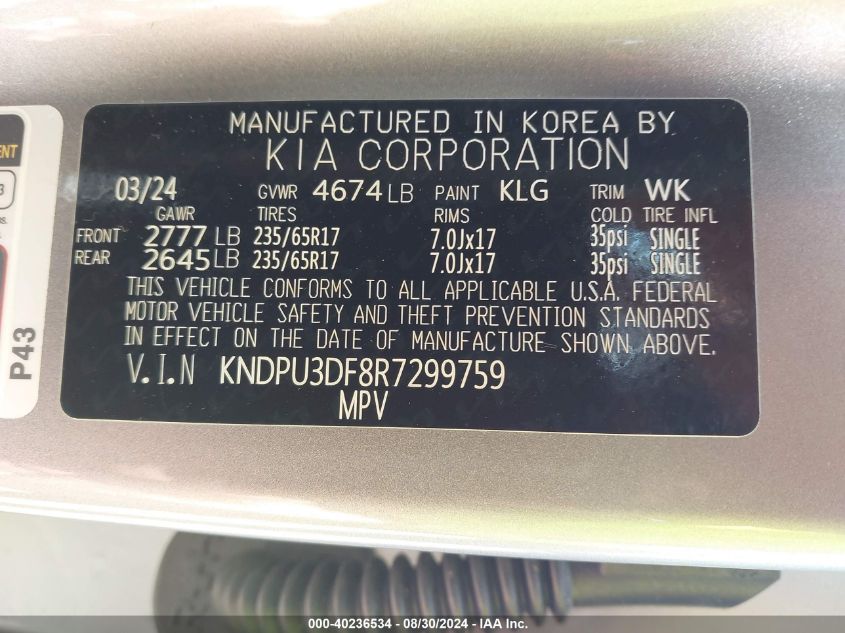 MANUFACTURED IN KOREA BY
KIA CORPORATION
03/24 GVWR 4674 LB PAINT KLG TRIM WK
GAWR TIRES RIMS COLD TIRE INFL
FRONT 2777 LB 235/65R17 7.0Jx17 35psi SINGLE
REAR 2645 LB 235/65R17 7.0Jx17 35psi SINGLE
THIS VEHICLE CONFORMS TO ALL APPLICABLE U.S.A. FEDERAL
MOTOR VEHICLE SAFETY AND THEFT PREVENTION STANDARDS
IN EFFECT ON THE DATE OF MANUFACTURE SHOWN ABOVE.
V.I.N KNDPU3DF8R7299759
MPV
P43
000-40236534 / 08/30/2024 - IAA Inc.